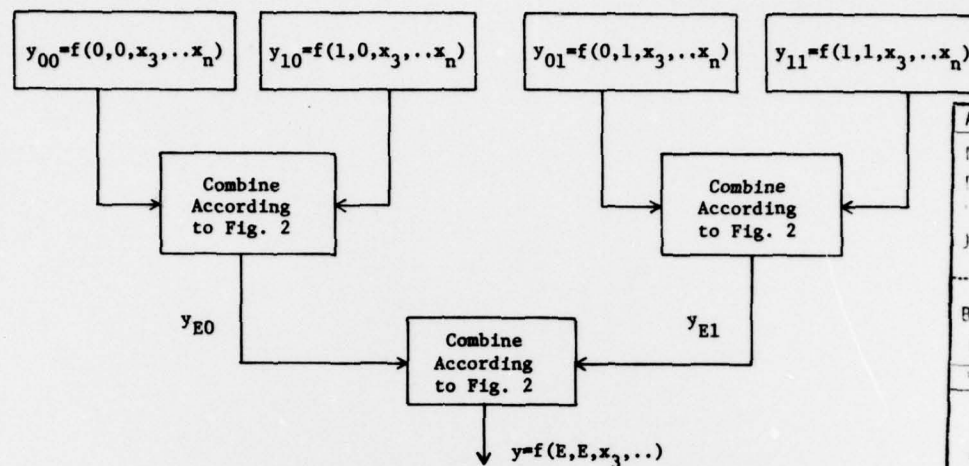 y00=f(0,0,x3,..xn)
y10=f(1,0,x3,..xn)
y01=f(0,1,x3,..xn)
y11=f(1,1,x3,..xn)
Combine
According
to Fig. 2
Combine
According
to Fig. 2
yE0
yE1
Combine
According
to Fig. 2
y=f(E,E,x3,..)